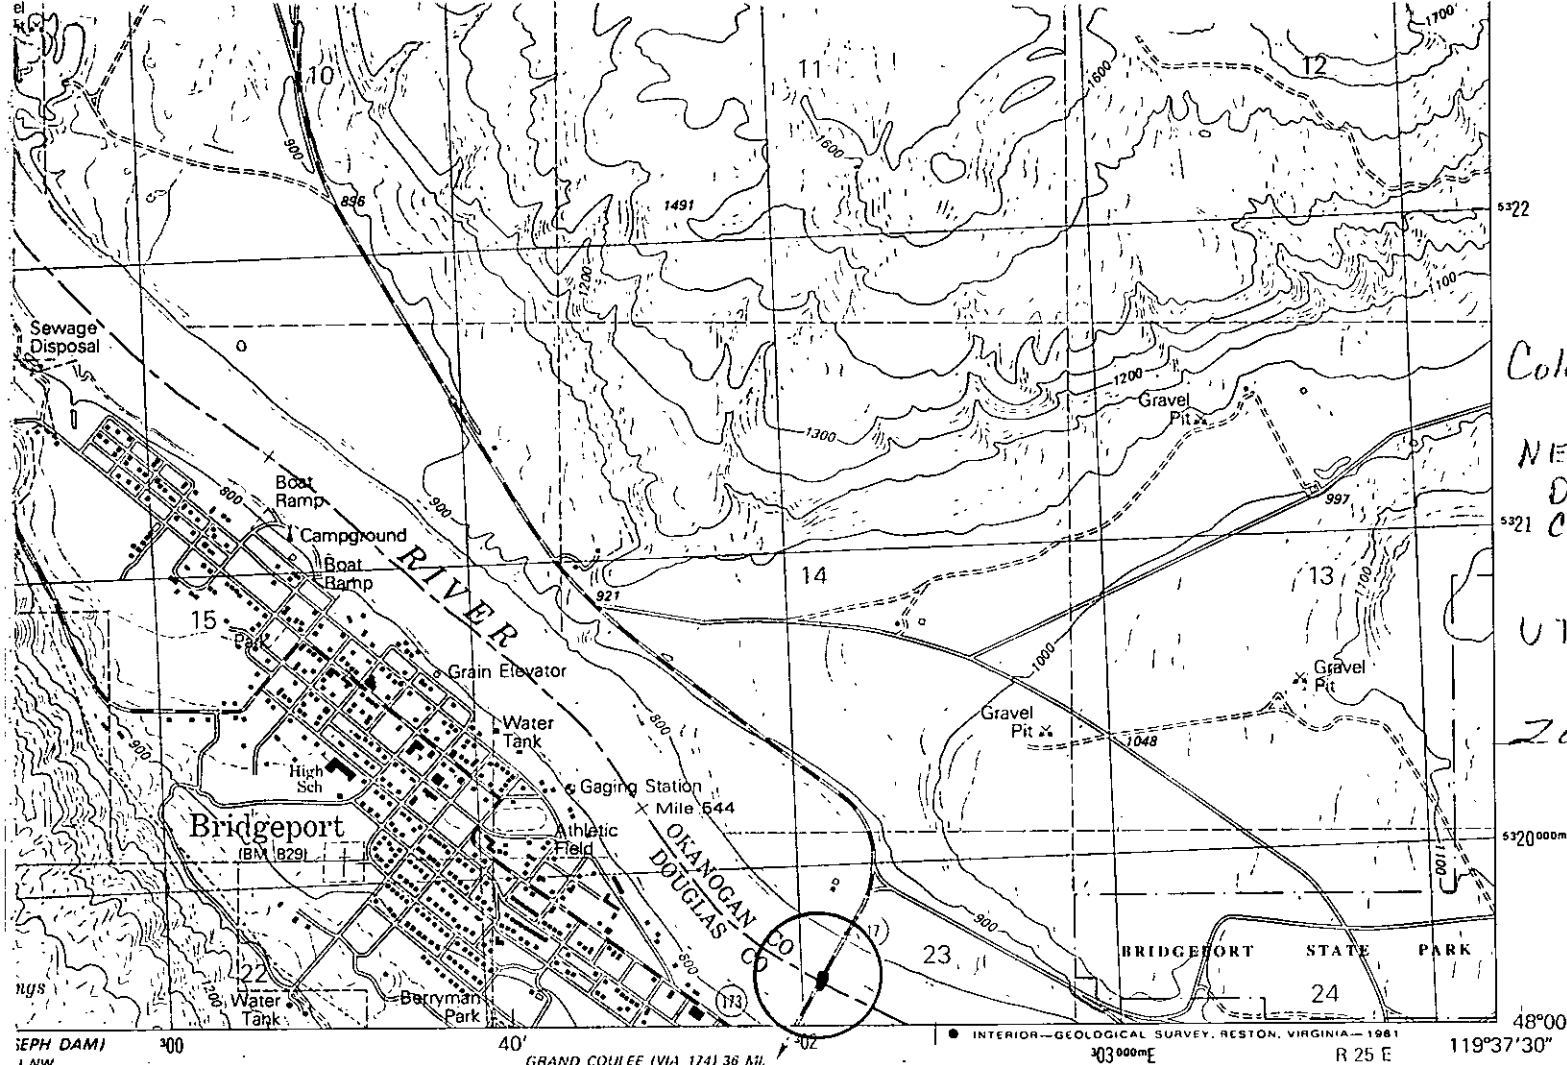 10
11
12
1700
1600
1600
900
896
1491
5322
1200
1100
Sewage
Disposal
1200
Gravel
Pit
1300
Boat
Ramp
800
900
997
5321
Campground
RIVER
Boat
Ramp
14
13
1100
921
15
Park
1000
Grain Elevator
Gravel
Pit
800
Water
Tank
Gravel
Pit
1048
900
High
Sch
Gaging Station
Mile 544
Bridgeport
(BM 829)
Athletic
Field
OKANOGAN CO
DOUGLAS CO
5320000m
1100
900
17
23
BRIDGEPORT STATE PARK
22
800
24
1200
Water
Tank
Berryman
Park
173
48°00
INTERIOR—GEOLOGICAL SURVEY, RESTON, VIRGINIA—1981
300
40'
302
303000mE
R 25 E
119°37'30"
GRAND COULEE (VIA 174) 36 MI.